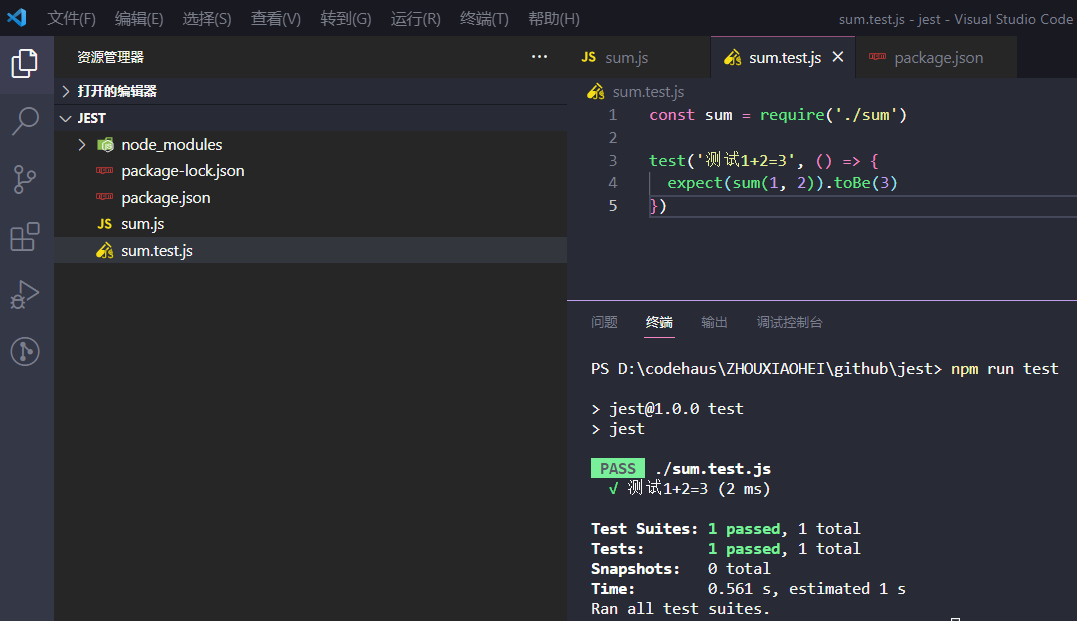 文件(F) 编辑(E) 选择(S) 查看(V) 转到(G) 运行(R) 终端(T) 帮助(H) sum.test.js - jest - Visual Studio Code
资源管理器 ···
打开的编辑器
JEST
node_modules
package-lock.json
package.json
JS sum.js
sum.test.js
JS sum.js sum.test.js package.json
sum.test.js
1 const sum = require('./sum')
2
3 test('测试1+2=3', () => {
4 expect(sum(1, 2)).toBe(3)
5 })
问题 终端 输出 调试控制台
PS D:\codehaus\ZHOUXIAOHEI\github\jest> npm run test
> jest@1.0.0 test
> jest
PASS ./sum.test.js
√ 测试1+2=3 (2 ms)
Test Suites: 1 passed, 1 total
Tests: 1 passed, 1 total
Snapshots: 0 total
Time: 0.561 s, estimated 1 s
Ran all test suites.